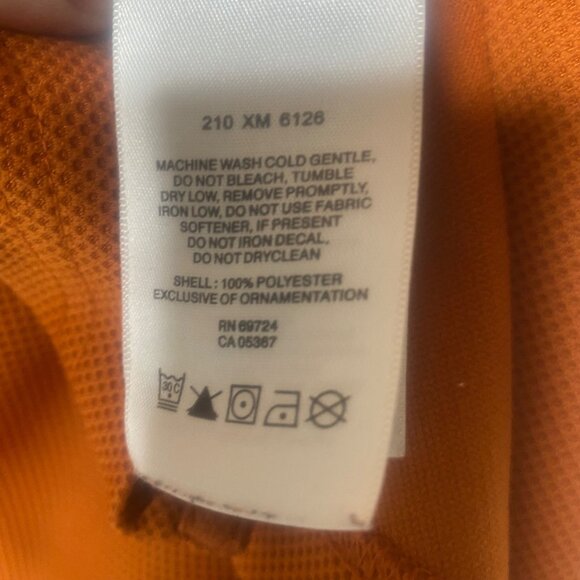 210 XM 6126
MACHINE WASH COLD GENTLE,
DO NOT BLEACH, TUMBLE
DRY LOW, REMOVE PROMPTLY,
IRON LOW, DO NOT USE FABRIC
SOFTENER, IF PRESENT
DO NOT IRON DECAL,
DO NOT DRYCLEAN
SHELL : 100% POLYESTER
EXCLUSIVE OF ORNAMENTATION
RN 69724
CA 05367
30 C